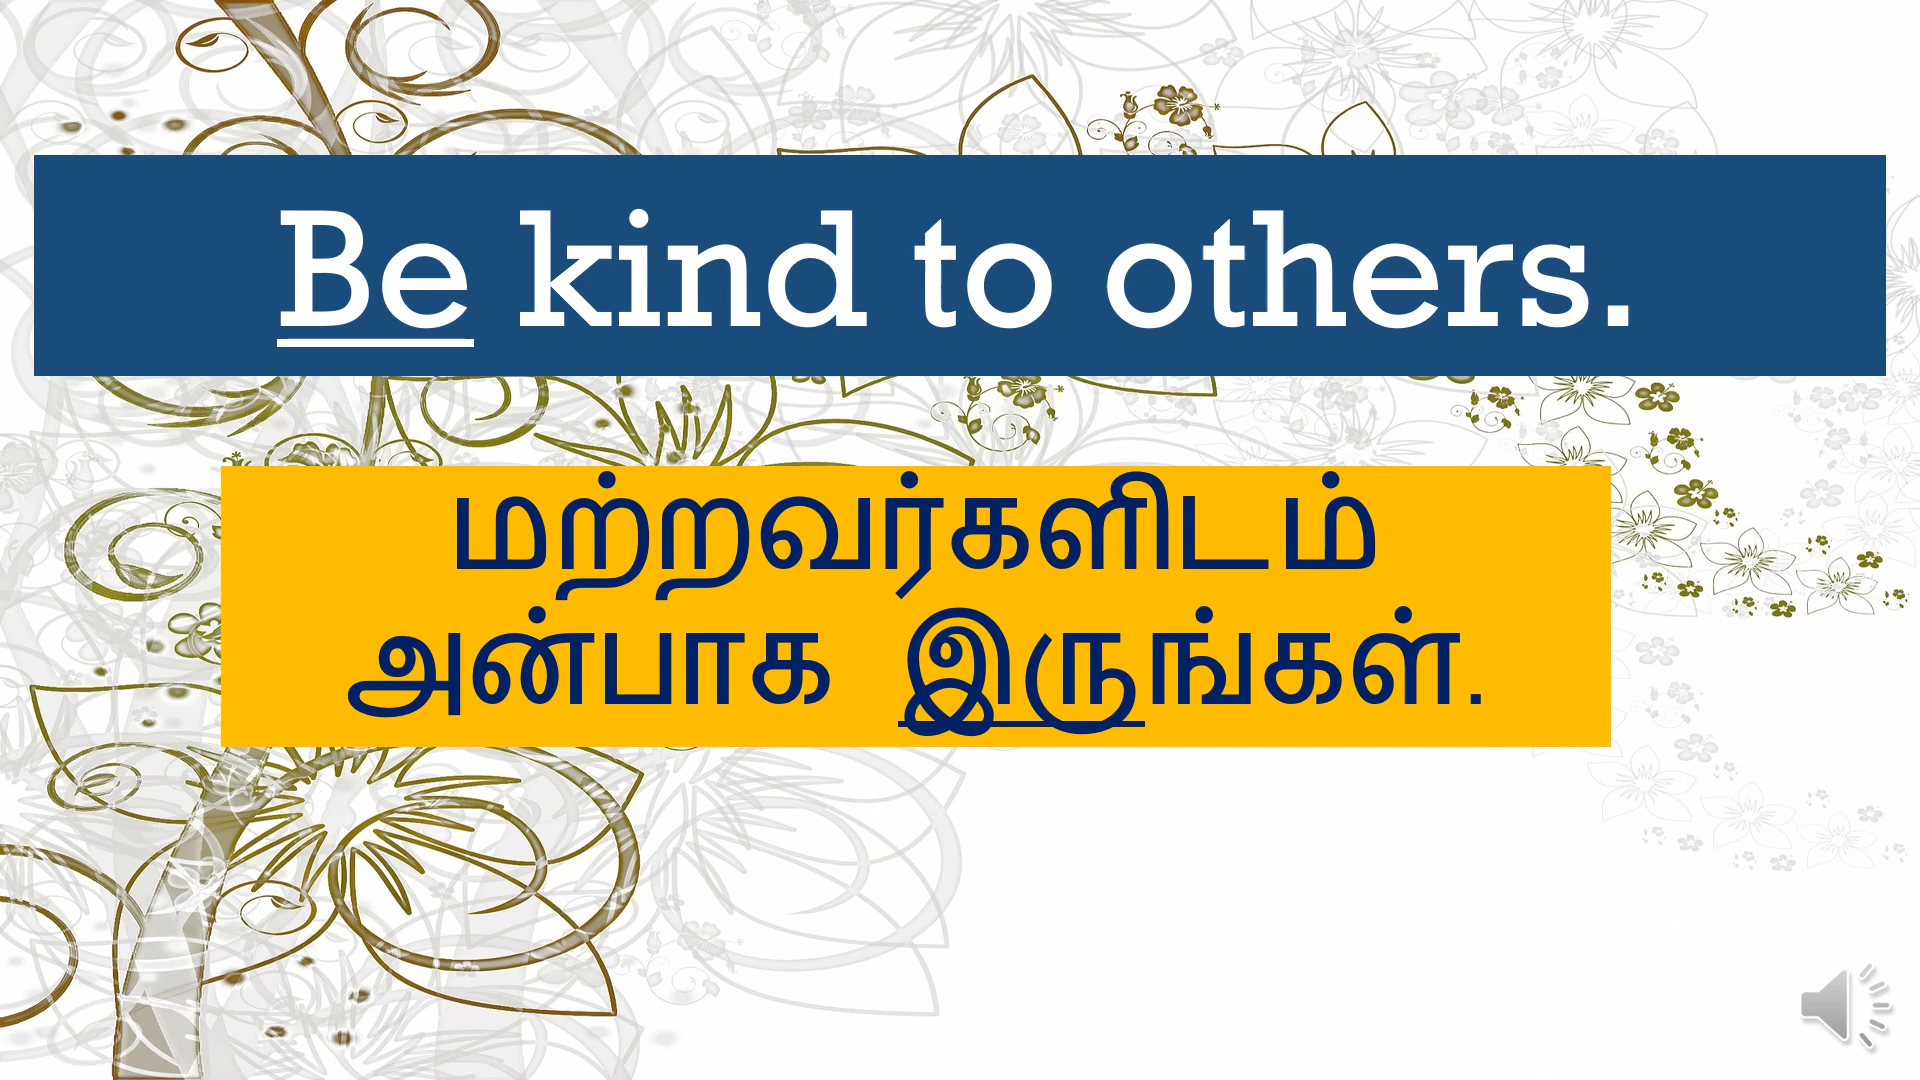 Be kind to others.
மற்றவர்களிடம்
அன்பாக இருங்கள்.